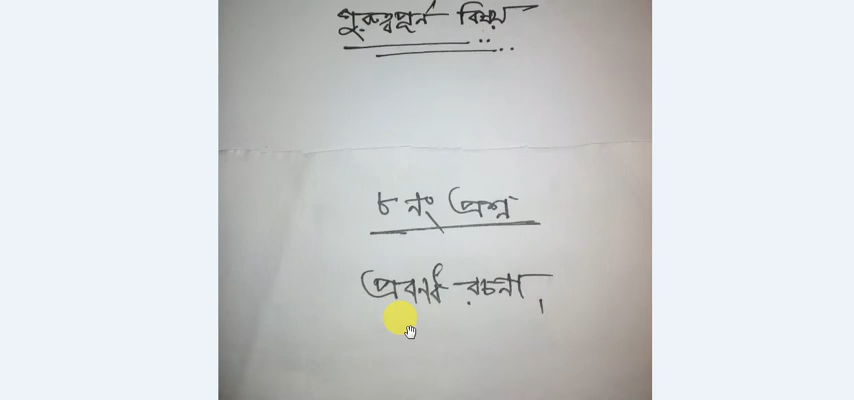 গুরুত্বপূর্ন বিষয়
৮ নং প্রশ্ন
প্রবন্ধ রচনা,